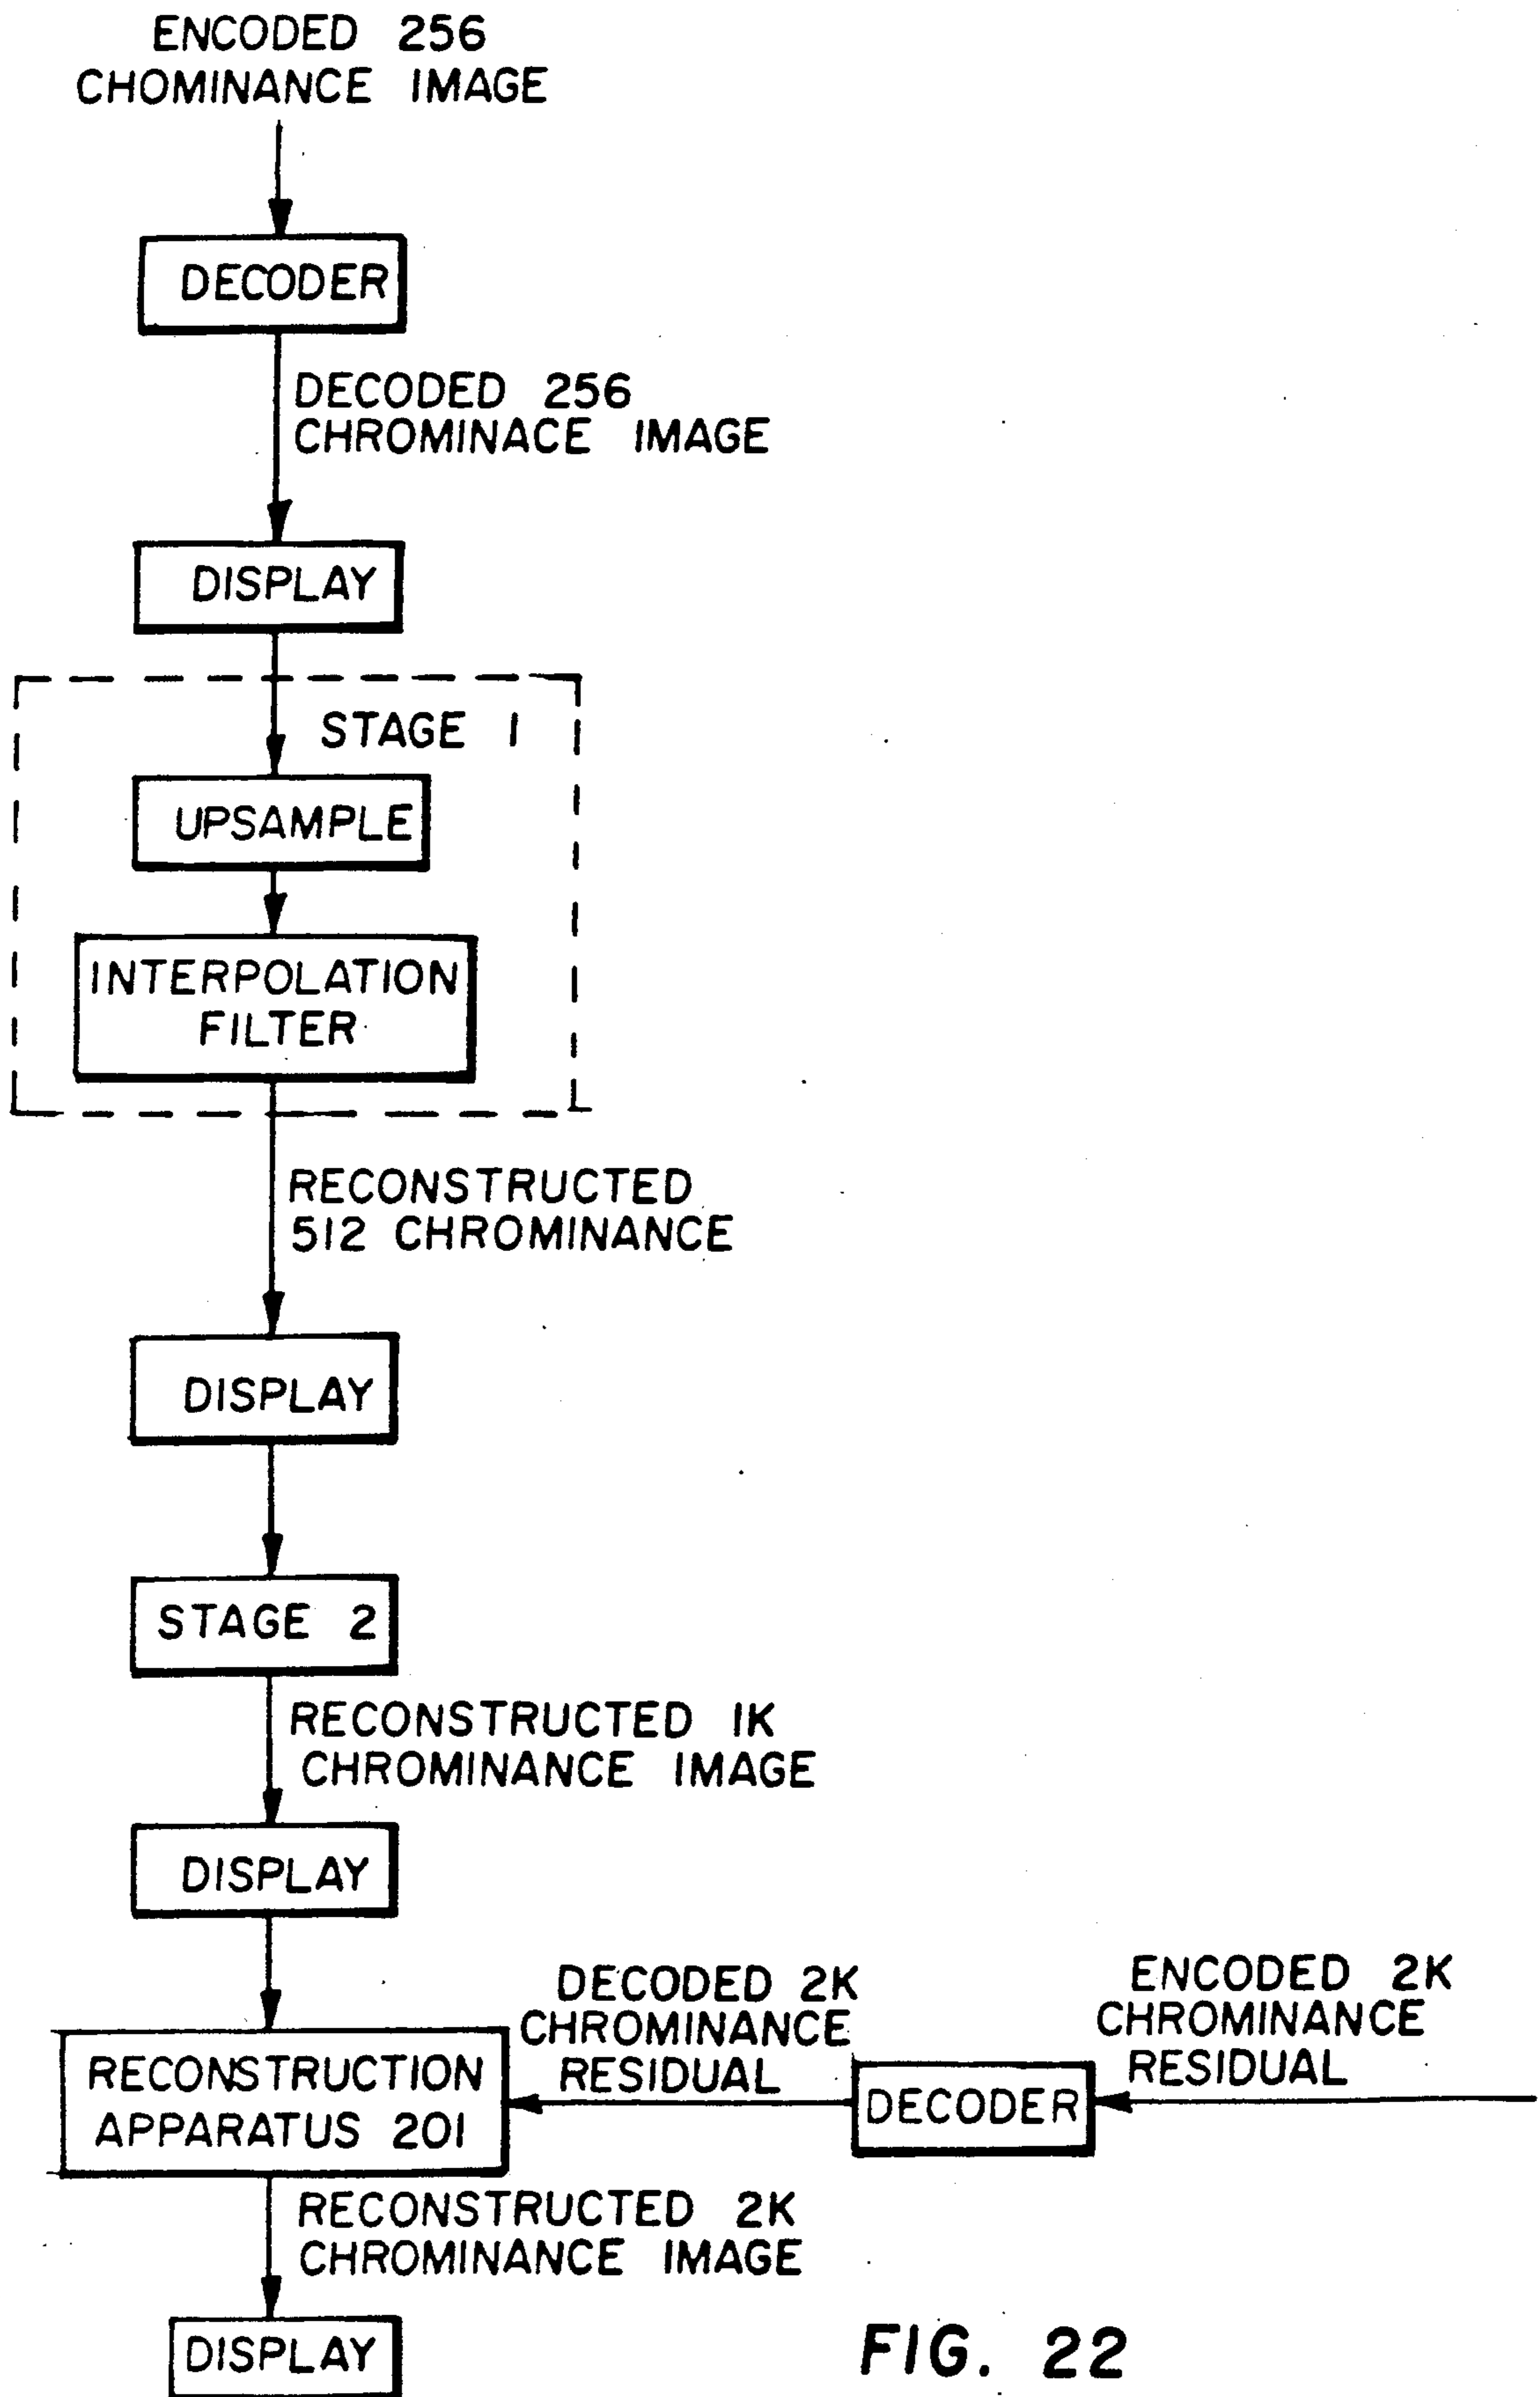 ENCODED 256
CHOMINANCE IMAGE
DECODER
DECODED 256
CHROMINACE IMAGE
DISPLAY
STAGE 1
UPSAMPLE
INTERPOLATION
FILTER
RECONSTRUCTED
512 CHROMINANCE
DISPLAY
STAGE 2
RECONSTRUCTED 1K
CHROMINANCE IMAGE
DISPLAY
RECONSTRUCTION
APPARATUS 201
DECODED 2K
CHROMINANCE
RESIDUAL
DECODER
ENCODED 2K
CHROMINANCE
RESIDUAL
RECONSTRUCTED 2K
CHROMINANCE IMAGE
DISPLAY
FIG. 22